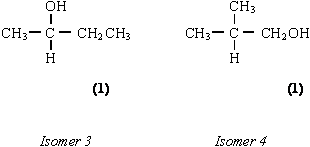 OH
CH₃ C CH₂CH₃
H
(1)
Isomer 3
CH₃
CH₃ C CH₂OH
H
(1)
Isomer 4